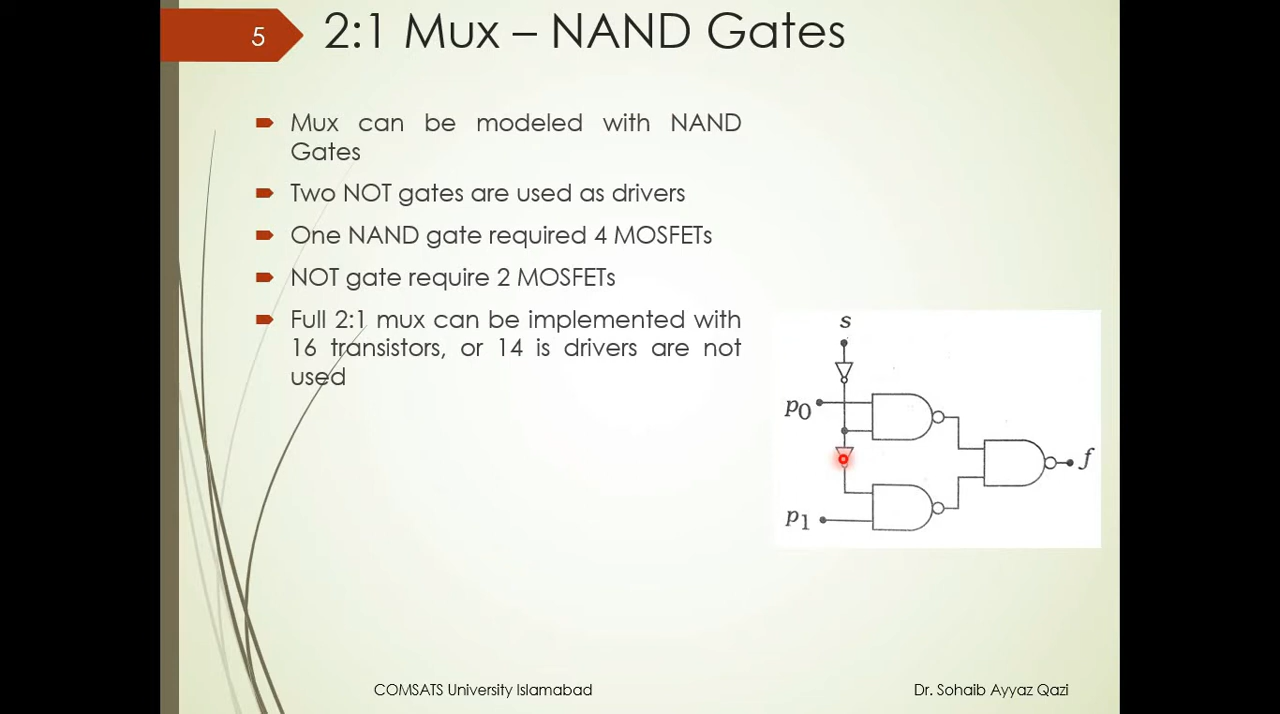 5
2:1 Mux – NAND Gates
Mux can be modeled with NAND
Gates
Two NOT gates are used as drivers
One NAND gate required 4 MOSFETs
NOT gate require 2 MOSFETs
Full 2:1 mux can be implemented with
16 transistors, or 14 is drivers are not
used
s
p0
f
p1
COMSATS University Islamabad
Dr. Sohaib Ayyaz Qazi